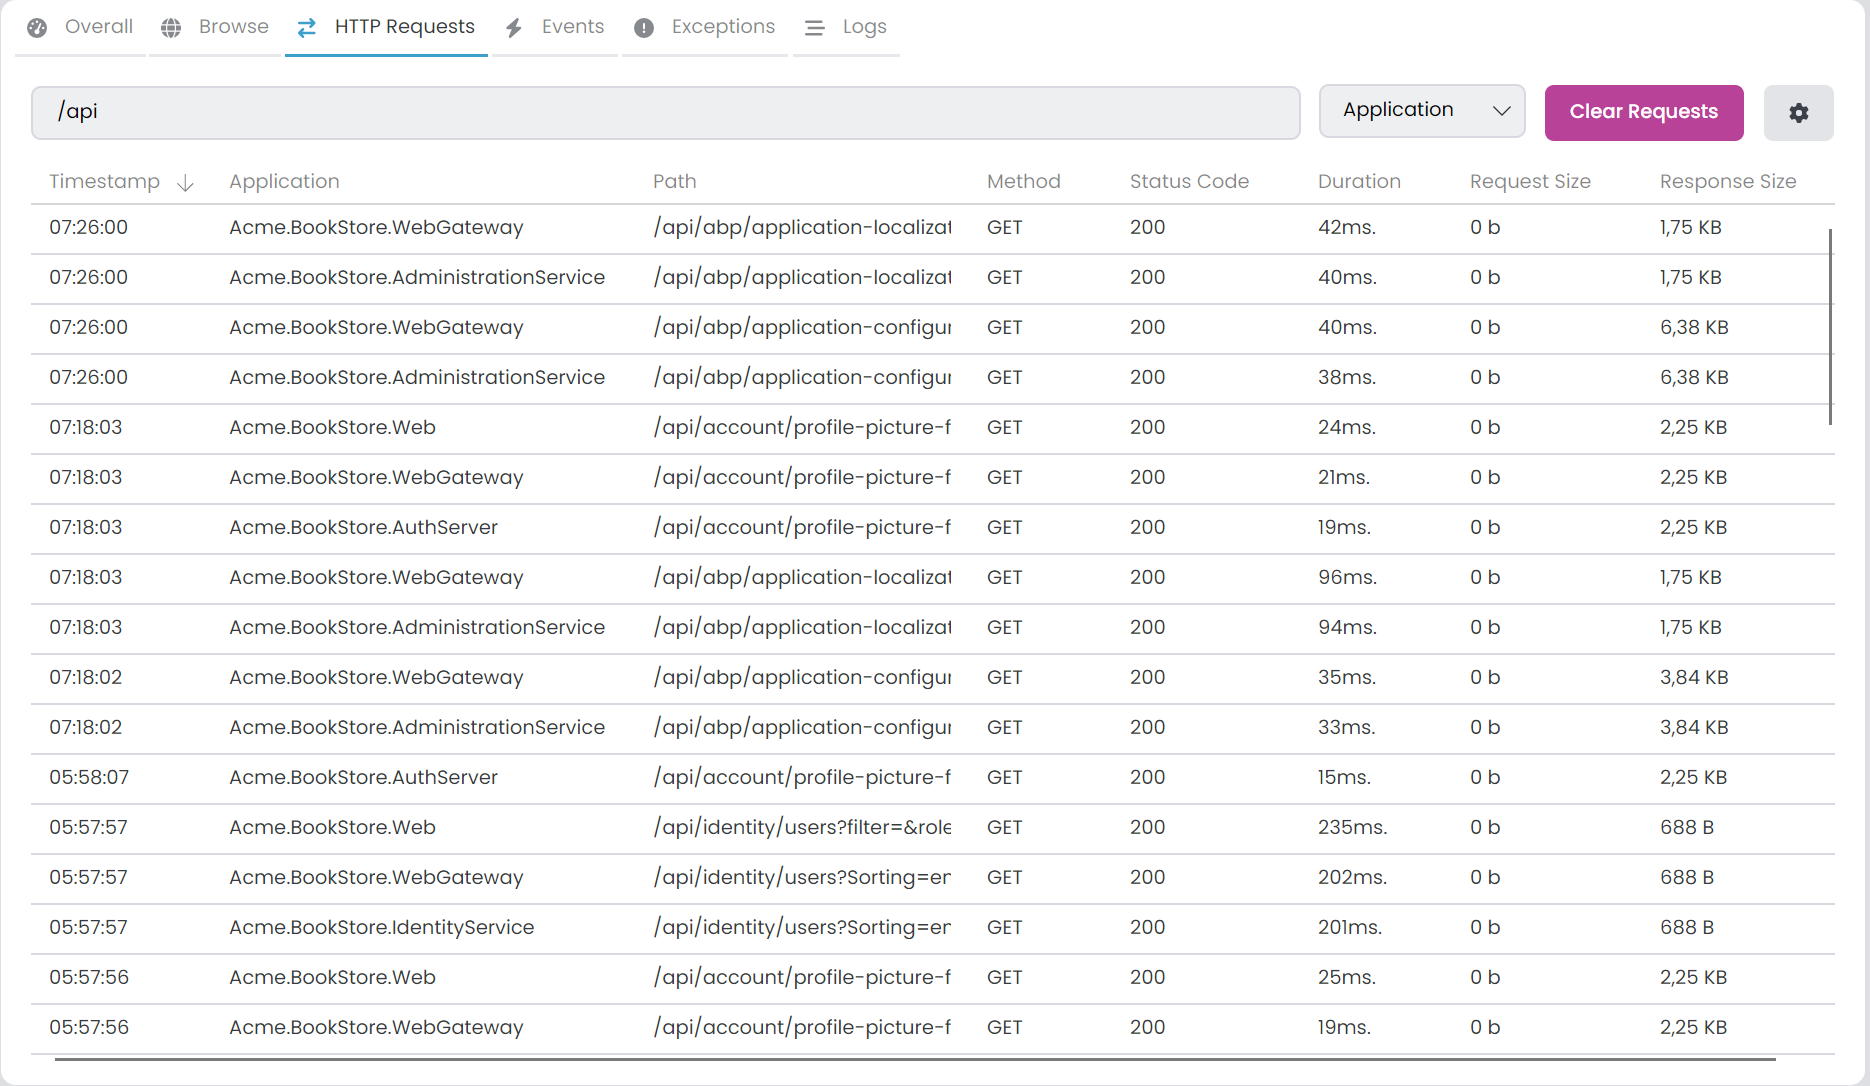 Overall Browse HTTP Requests Events Exceptions Logs
/api Application Clear Requests
Timestamp Application Path Method Status Code Duration Request Size Response Size
07:26:00 Acme.BookStore.WebGateway /api/abp/application-localizat GET 200 42ms. 0 b 1,75 KB
07:26:00 Acme.BookStore.AdministrationService /api/abp/application-localizat GET 200 40ms. 0 b 1,75 KB
07:26:00 Acme.BookStore.WebGateway /api/abp/application-configur GET 200 40ms. 0 b 6,38 KB
07:26:00 Acme.BookStore.AdministrationService /api/abp/application-configur GET 200 38ms. 0 b 6,38 KB
07:18:03 Acme.BookStore.Web /api/account/profile-picture-f GET 200 24ms. 0 b 2,25 KB
07:18:03 Acme.BookStore.WebGateway /api/account/profile-picture-f GET 200 21ms. 0 b 2,25 KB
07:18:03 Acme.BookStore.AuthServer /api/account/profile-picture-f GET 200 19ms. 0 b 2,25 KB
07:18:03 Acme.BookStore.WebGateway /api/abp/application-localizat GET 200 96ms. 0 b 1,75 KB
07:18:03 Acme.BookStore.AdministrationService /api/abp/application-localizat GET 200 94ms. 0 b 1,75 KB
07:18:02 Acme.BookStore.WebGateway /api/abp/application-configur GET 200 35ms. 0 b 3,84 KB
07:18:02 Acme.BookStore.AdministrationService /api/abp/application-configur GET 200 33ms. 0 b 3,84 KB
05:58:07 Acme.BookStore.AuthServer /api/account/profile-picture-f GET 200 15ms. 0 b 2,25 KB
05:57:57 Acme.BookStore.Web /api/identity/users?filter=&role GET 200 235ms. 0 b 688 B
05:57:57 Acme.BookStore.WebGateway /api/identity/users?Sorting=en GET 200 202ms. 0 b 688 B
05:57:57 Acme.BookStore.IdentityService /api/identity/users?Sorting=en GET 200 201ms. 0 b 688 B
05:57:56 Acme.BookStore.Web /api/account/profile-picture-f GET 200 25ms. 0 b 2,25 KB
05:57:56 Acme.BookStore.WebGateway /api/account/profile-picture-f GET 200 19ms. 0 b 2,25 KB